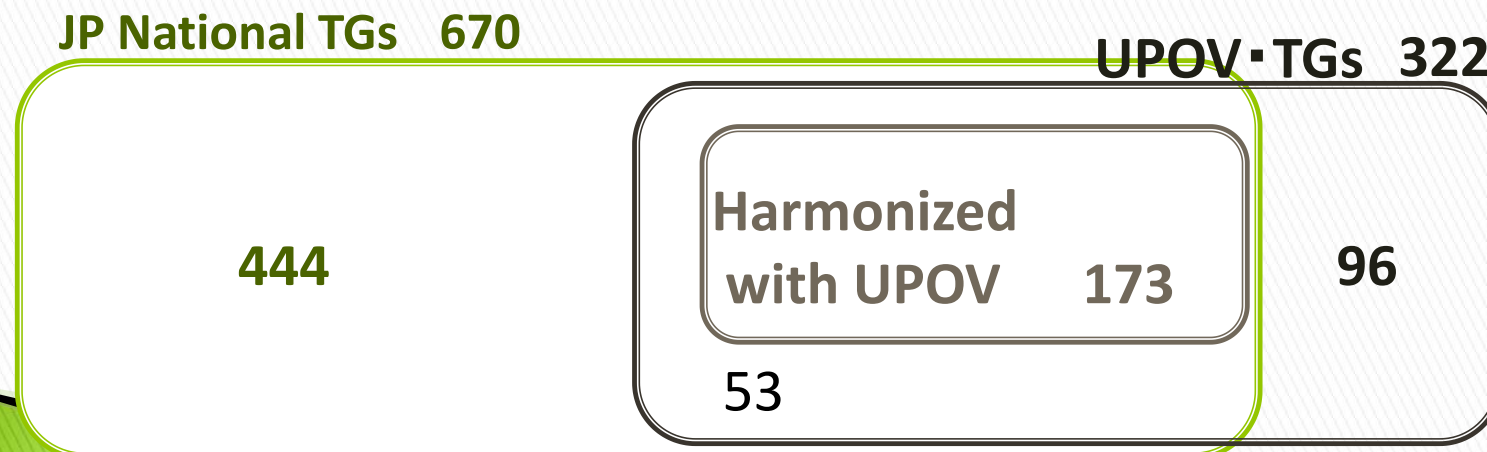 JP National TGs 670
UPOV・TGs 322
Harmonized
with UPOV 173
444
96
53